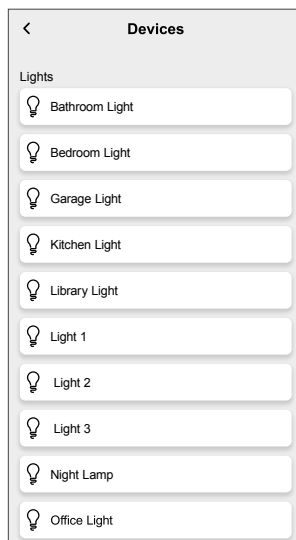 Devices
Lights
Bathroom Light
Bedroom Light
Garage Light
Kitchen Light
Library Light
Light 1
Light 2
Light 3
Night Lamp
Office Light